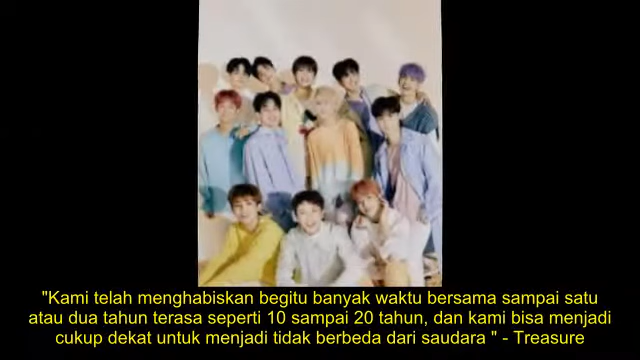 "Kami telah menghabiskan begitu banyak waktu bersama sampai satu
atau dua tahun terasa seperti 10 sampai 20 tahun, dan kami bisa menjadi
cukup dekat untuk menjadi tidak berbeda dari saudara " - Treasure